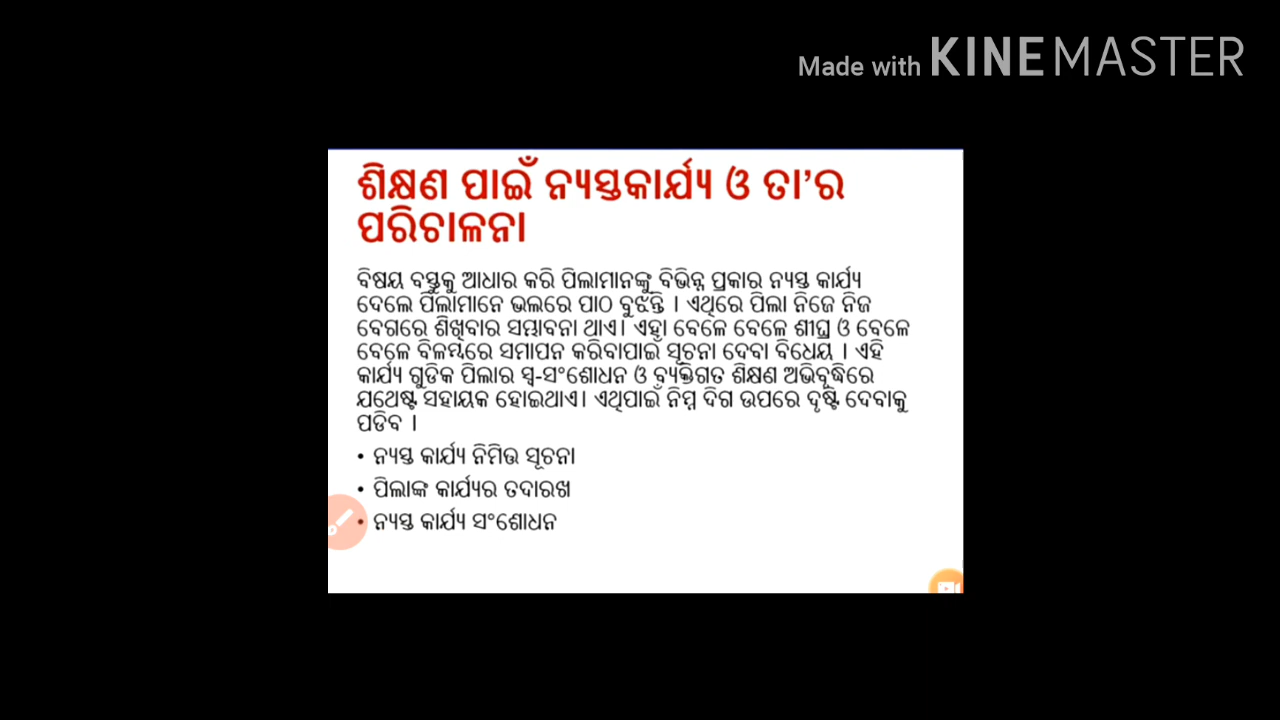 Made with KINEMASTER
ଶିକ୍ଷଣ ପାଇଁ ନ୍ୟସ୍ତକାର୍ଯ୍ୟ ଓ ତା’ର
ପରିଚାଳନା
ବିଷୟ ବସ୍ତୁକୁ ଆଧାର କରି ପିଲାମାନଙ୍କୁ ବିଭିନ୍ନ ପ୍ରକାର ନ୍ୟସ୍ତ କାର୍ଯ୍ୟ
ଦେଲେ ପିଲାମାନେ ଭଲରେ ପାଠ ବୁଝନ୍ତି । ଏଥିରେ ପିଲା ନିଜେ ନିଜ
ବେଗରେ ଶିଖିବାର ସମ୍ଭାବନା ଥାଏ। ଏହା ବେଳେ ବେଳେ ଶୀଘ୍ର ଓ ବେଳେ
ବେଳେ ବିଳମ୍ବରେ ସମାପନ କରିବାପାଇଁ ସୂଚନା ଦେବା ବିଧେୟ । ଏହି
କାର୍ଯ୍ୟ ଗୁଡିକ ପିଲାର ସ୍ୱ-ସଂଶୋଧନ ଓ ବ୍ୟକ୍ତିଗତ ଶିକ୍ଷଣ ଅଭିବୃଦ୍ଧିରେ
ଯଥେଷ୍ଟ ସହାୟକ ହୋଇଥାଏ। ଏଥିପାଇଁ ନିମ୍ନ ଦିଗ ଉପରେ ଦୃଷ୍ଟି ଦେବାକୁ
ପଡିବ ।
• ନ୍ୟସ୍ତ କାର୍ଯ୍ୟ ନିମିତ୍ତ ସୂଚନା
• ପିଲାଙ୍କ କାର୍ଯ୍ୟର ତଦାରଖ
• ନ୍ୟସ୍ତ କାର୍ଯ୍ୟ ସଂଶୋଧନ